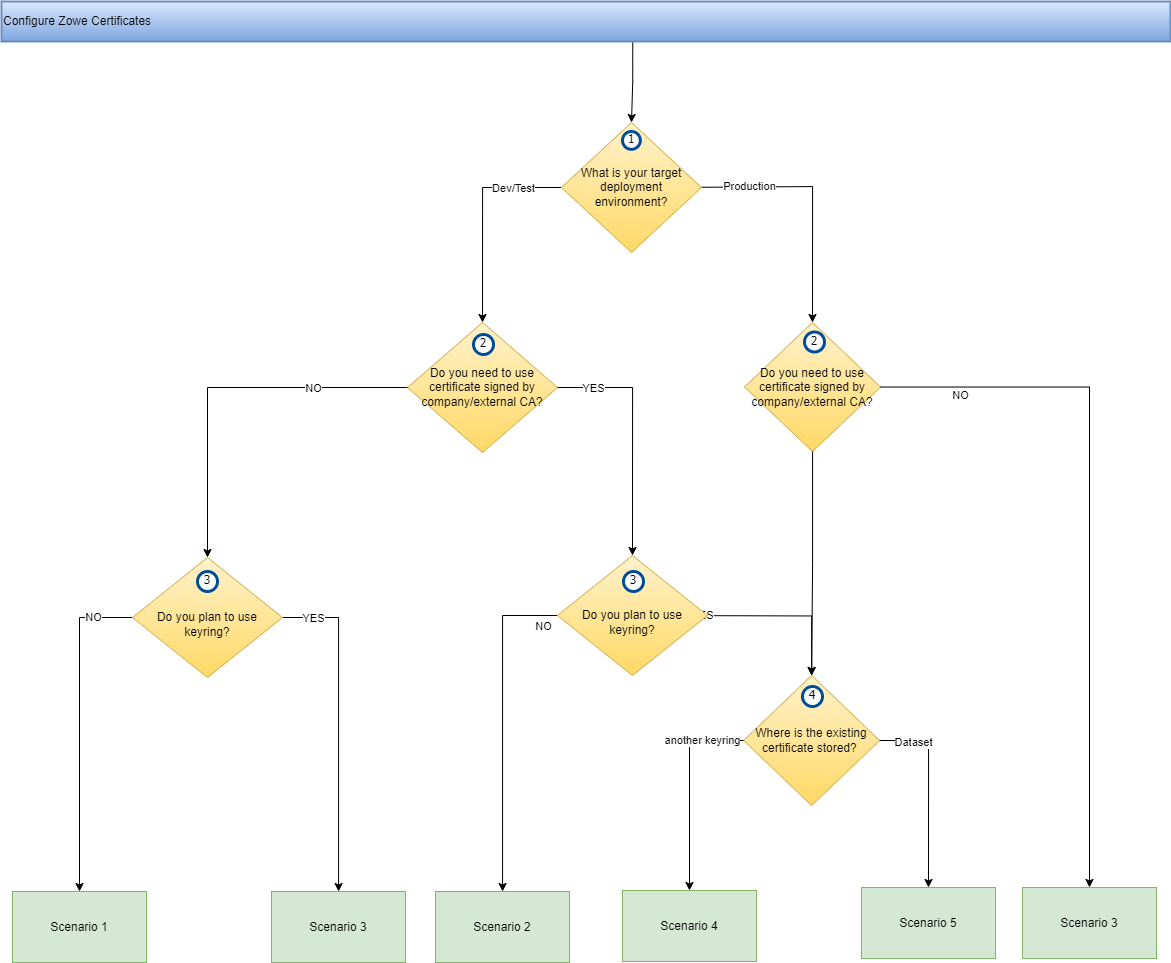 Configure Zowe Certificates
1
What is your target
deployment
environment?
Dev/Test
Production
2
Do you need to use
certificate signed by
company/external CA?
2
Do you need to use
certificate signed by
company/external CA?
NO
YES
NO
3
Do you plan to use
keyring?
3
Do you plan to use
keyring?
NO
YES
NO
ES
4
Where is the existing
certificate stored?
another keyring
Dataset
Scenario 1
Scenario 3
Scenario 2
Scenario 4
Scenario 5
Scenario 3